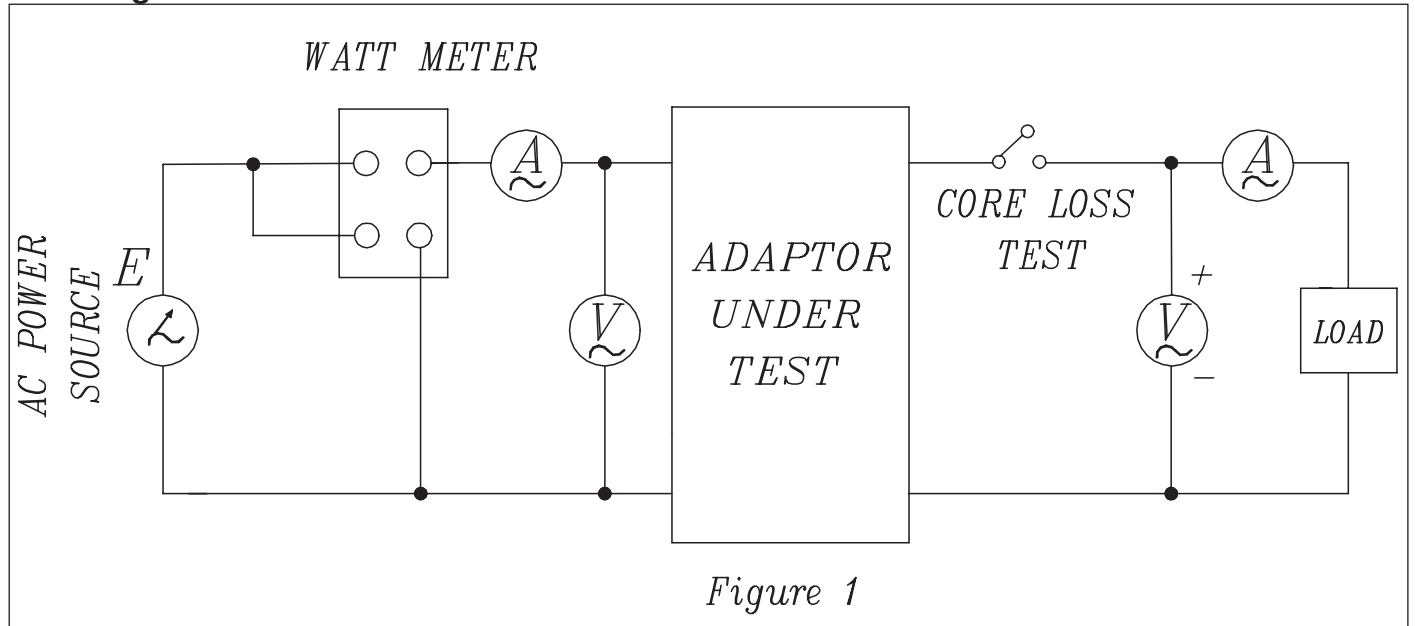 WATT METER
AC POWER
SOURCE
E
A
V
ADAPTOR
UNDER
TEST
CORE LOSS
TEST
+
V
−
A
LOAD
Figure 1